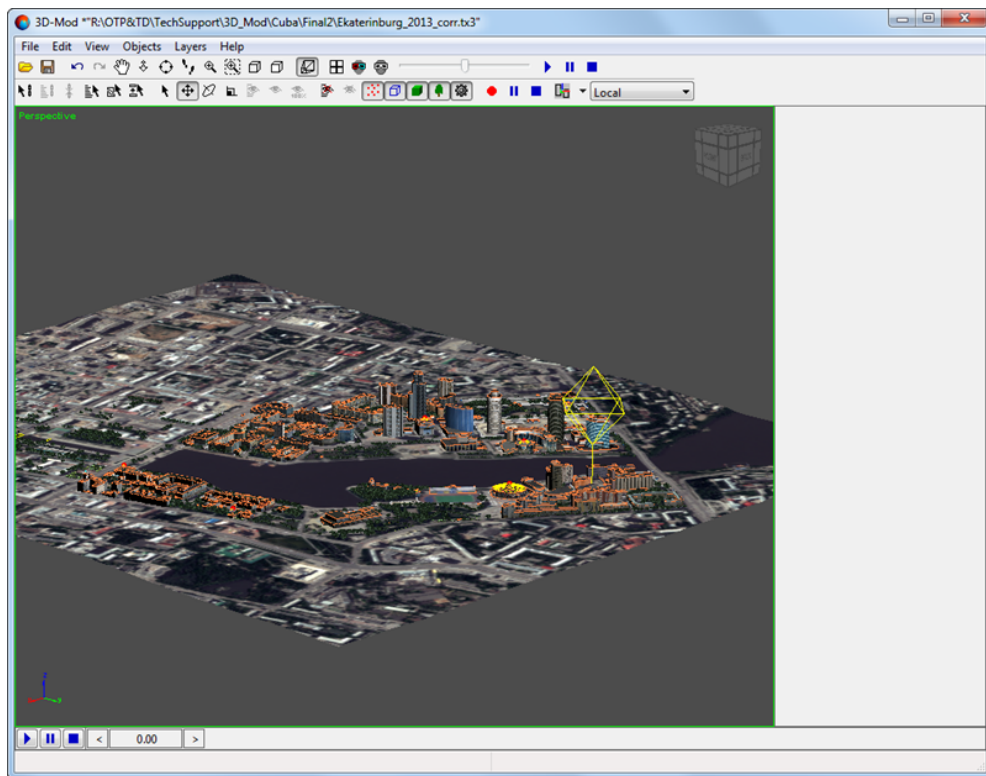 3D-Mod *"R:\OTP&TD\TechSupport\3D_Mod\Cuba\Final2\Ekaterinburg_2013_corr.tx3"
File Edit View Objects Layers Help
Local
Perspective
z
y
< 0.00 >